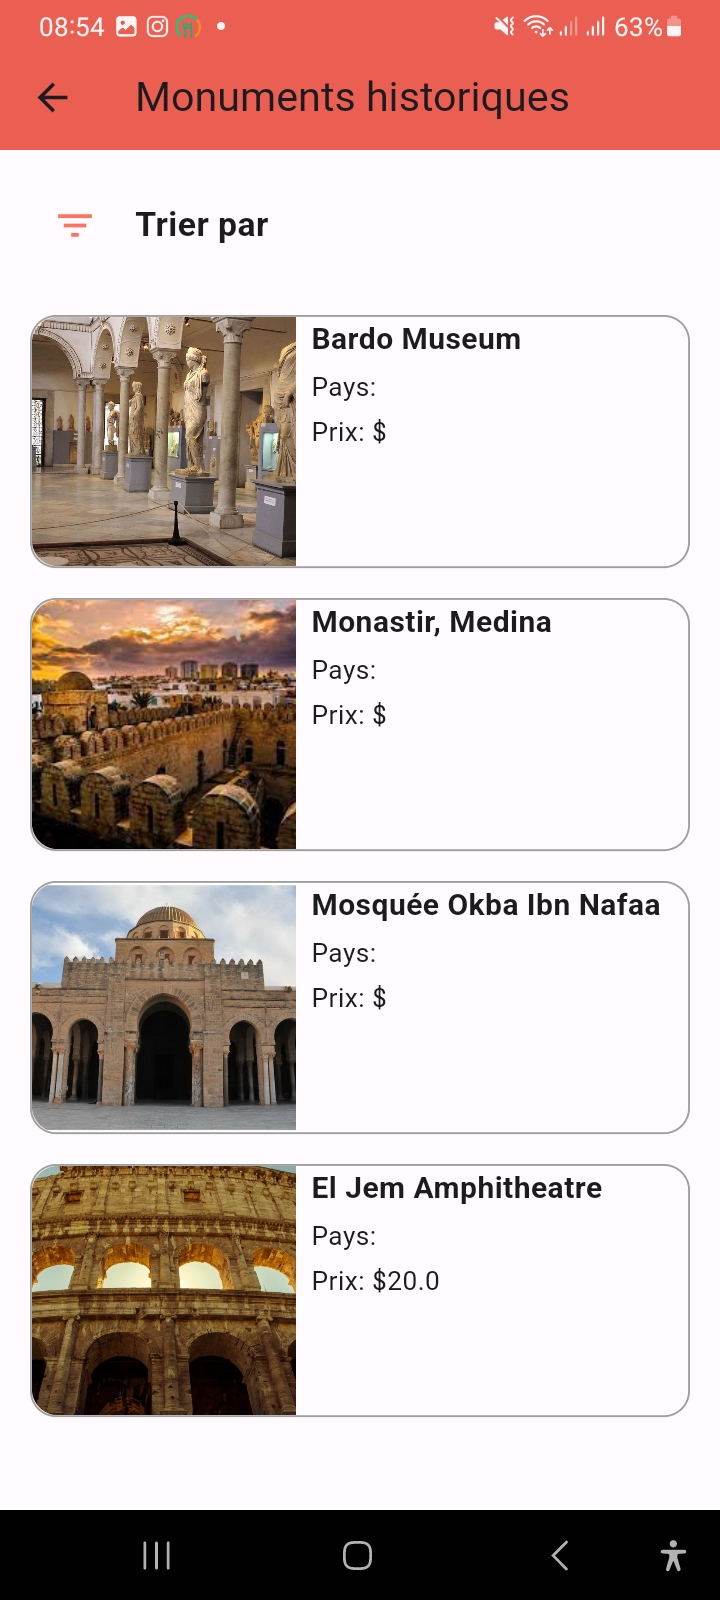 08:54 63%
Monuments historiques
Trier par
Bardo Museum
Pays:
Prix: $
Monastir, Medina
Pays:
Prix: $
Mosquée Okba Ibn Nafaa
Pays:
Prix: $
El Jem Amphitheatre
Pays:
Prix: $20.0